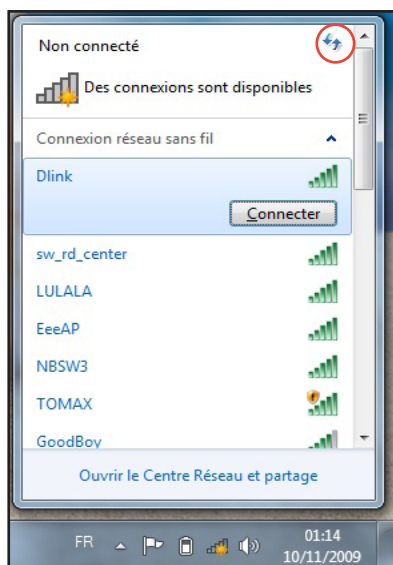 Non connecté
Des connexions sont disponibles
Connexion réseau sans fil
Dlink
Connecter
sw_rd_center
LULALA
EeeAP
NBSW3
TOMAX
GoodBoy
Ouvrir le Centre Réseau et partage
FR
01:14
10/11/2009